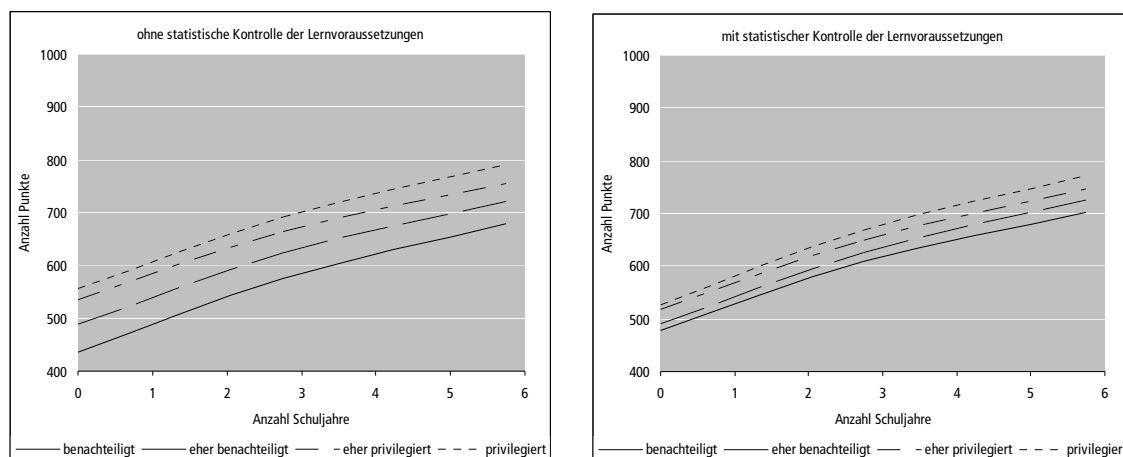 ohne statistische Kontrolle der Lernvoraussetzungen
1000
900
800
700
600
500
400
Anzahl Punkte
0 1 2 3 4 5 6
Anzahl Schuljahre
benachteiligt eher benachteiligt eher privilegiert privilegiert
mit statistischer Kontrolle der Lernvoraussetzungen
1000
900
800
700
600
500
400
Anzahl Punkte
0 1 2 3 4 5 6
Anzahl Schuljahre
benachteiligt eher benachteiligt eher privilegiert privilegiert